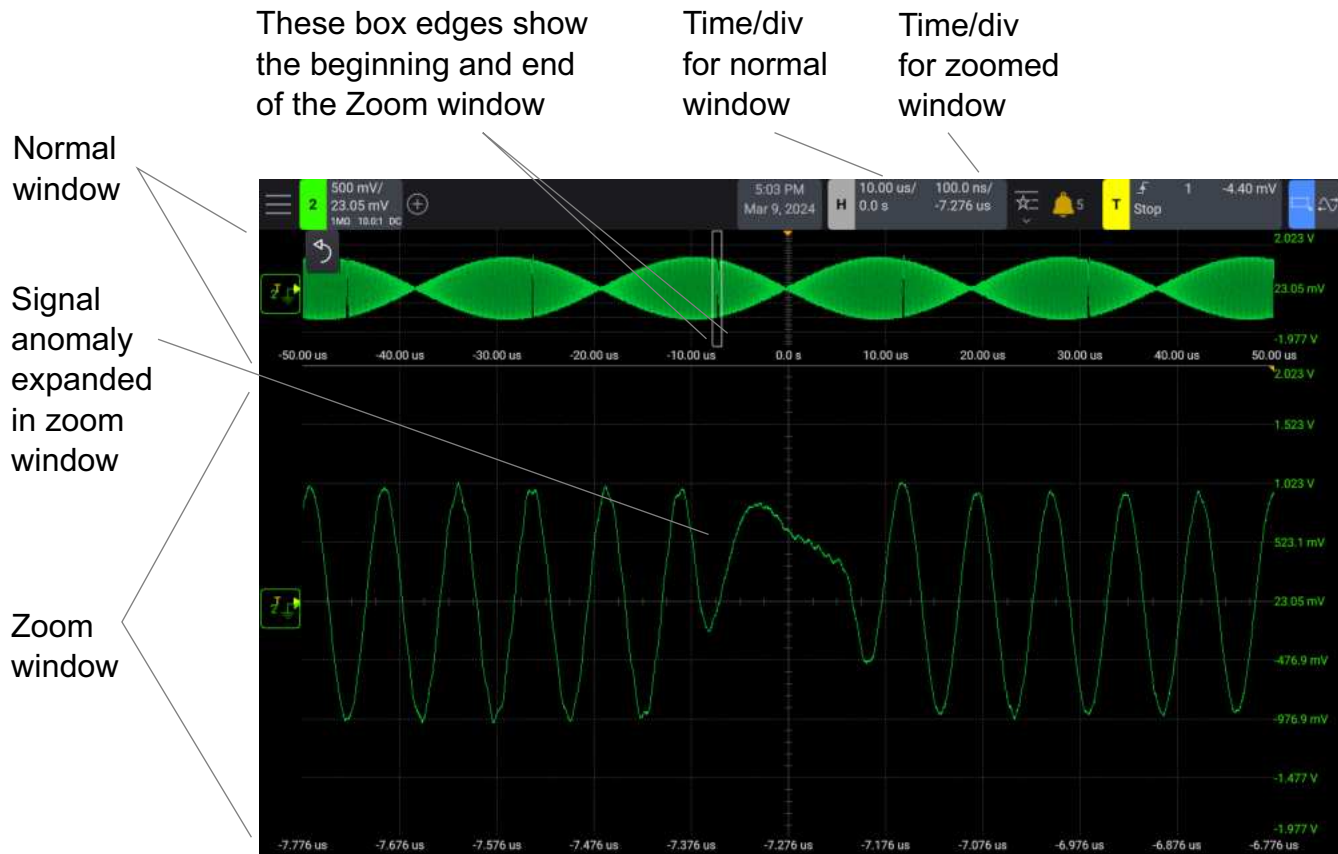 These box edges show
the beginning and end
of the Zoom window
Time/div
for normal
window
Time/div
for zoomed
window
Normal
window
Signal
anomaly
expanded
in zoom
window
Zoom
window
2
500 mV/
23.05 mV
1MΩ 10.0:1 DC
5:03 PM
Mar 9, 2024
H
10.00 us/ 100.0 ns/
0.0 s -7.276 us
5
T
1 -4.40 mV
Stop
2.023 V
23.05 mV
-1.977 V
-50.00 us -40.00 us -30.00 us -20.00 us -10.00 us 0.0 s 10.00 us 20.00 us 30.00 us 40.00 us 50.00 us
2.023 V
1.523 V
1.023 V
523.1 mV
23.05 mV
-476.9 mV
-976.9 mV
-1.477 V
-1.977 V
-7.776 us -7.676 us -7.576 us -7.476 us -7.376 us -7.276 us -7.176 us -7.076 us -6.976 us -6.876 us -6.776 us